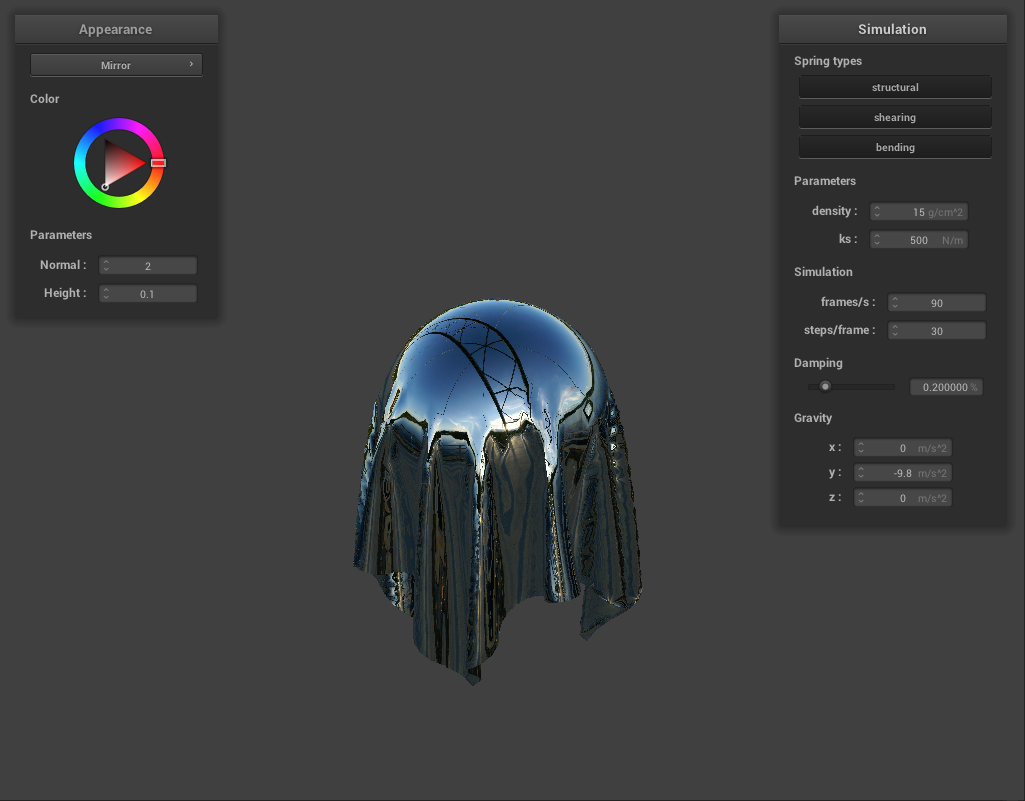 Appearance
Mirror
Color
Parameters
Normal : 2
Height : 0.1
Simulation
Spring types
structural
shearing
bending
Parameters
density : 15 g/cm^2
ks : 500 N/m
Simulation
frames/s : 90
steps/frame : 30
Damping
0.200000 %
Gravity
x : 0 m/s^2
y : -9.8 m/s^2
z : 0 m/s^2